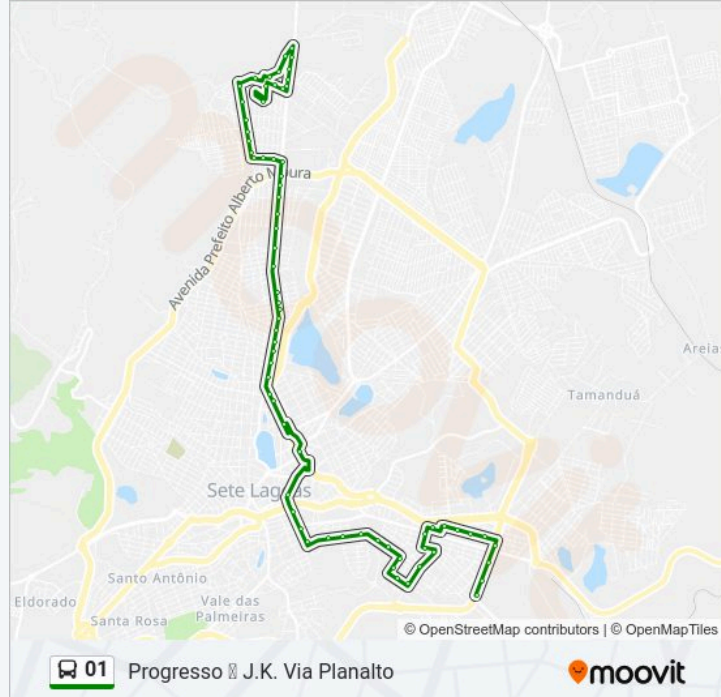 Avenida Prefeito Alberto Moura
Areias
Tamanduá
Sete Lagoas
Santo Antônio
Eldorado
Vale das
Palmeiras
Santa Rosa
© OpenStreetMap contributors | © OpenMapTiles
01 Progresso 𖡄 J.K. Via Planalto
moovit